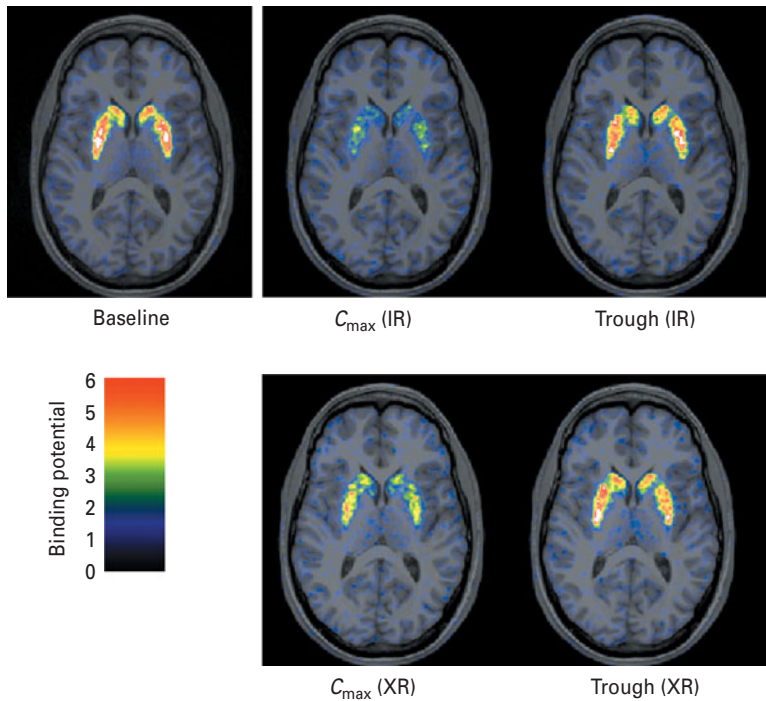 Baseline
Cmax (IR)
Trough (IR)
Binding potential
6
5
4
3
2
1
0
Cmax (XR)
Trough (XR)